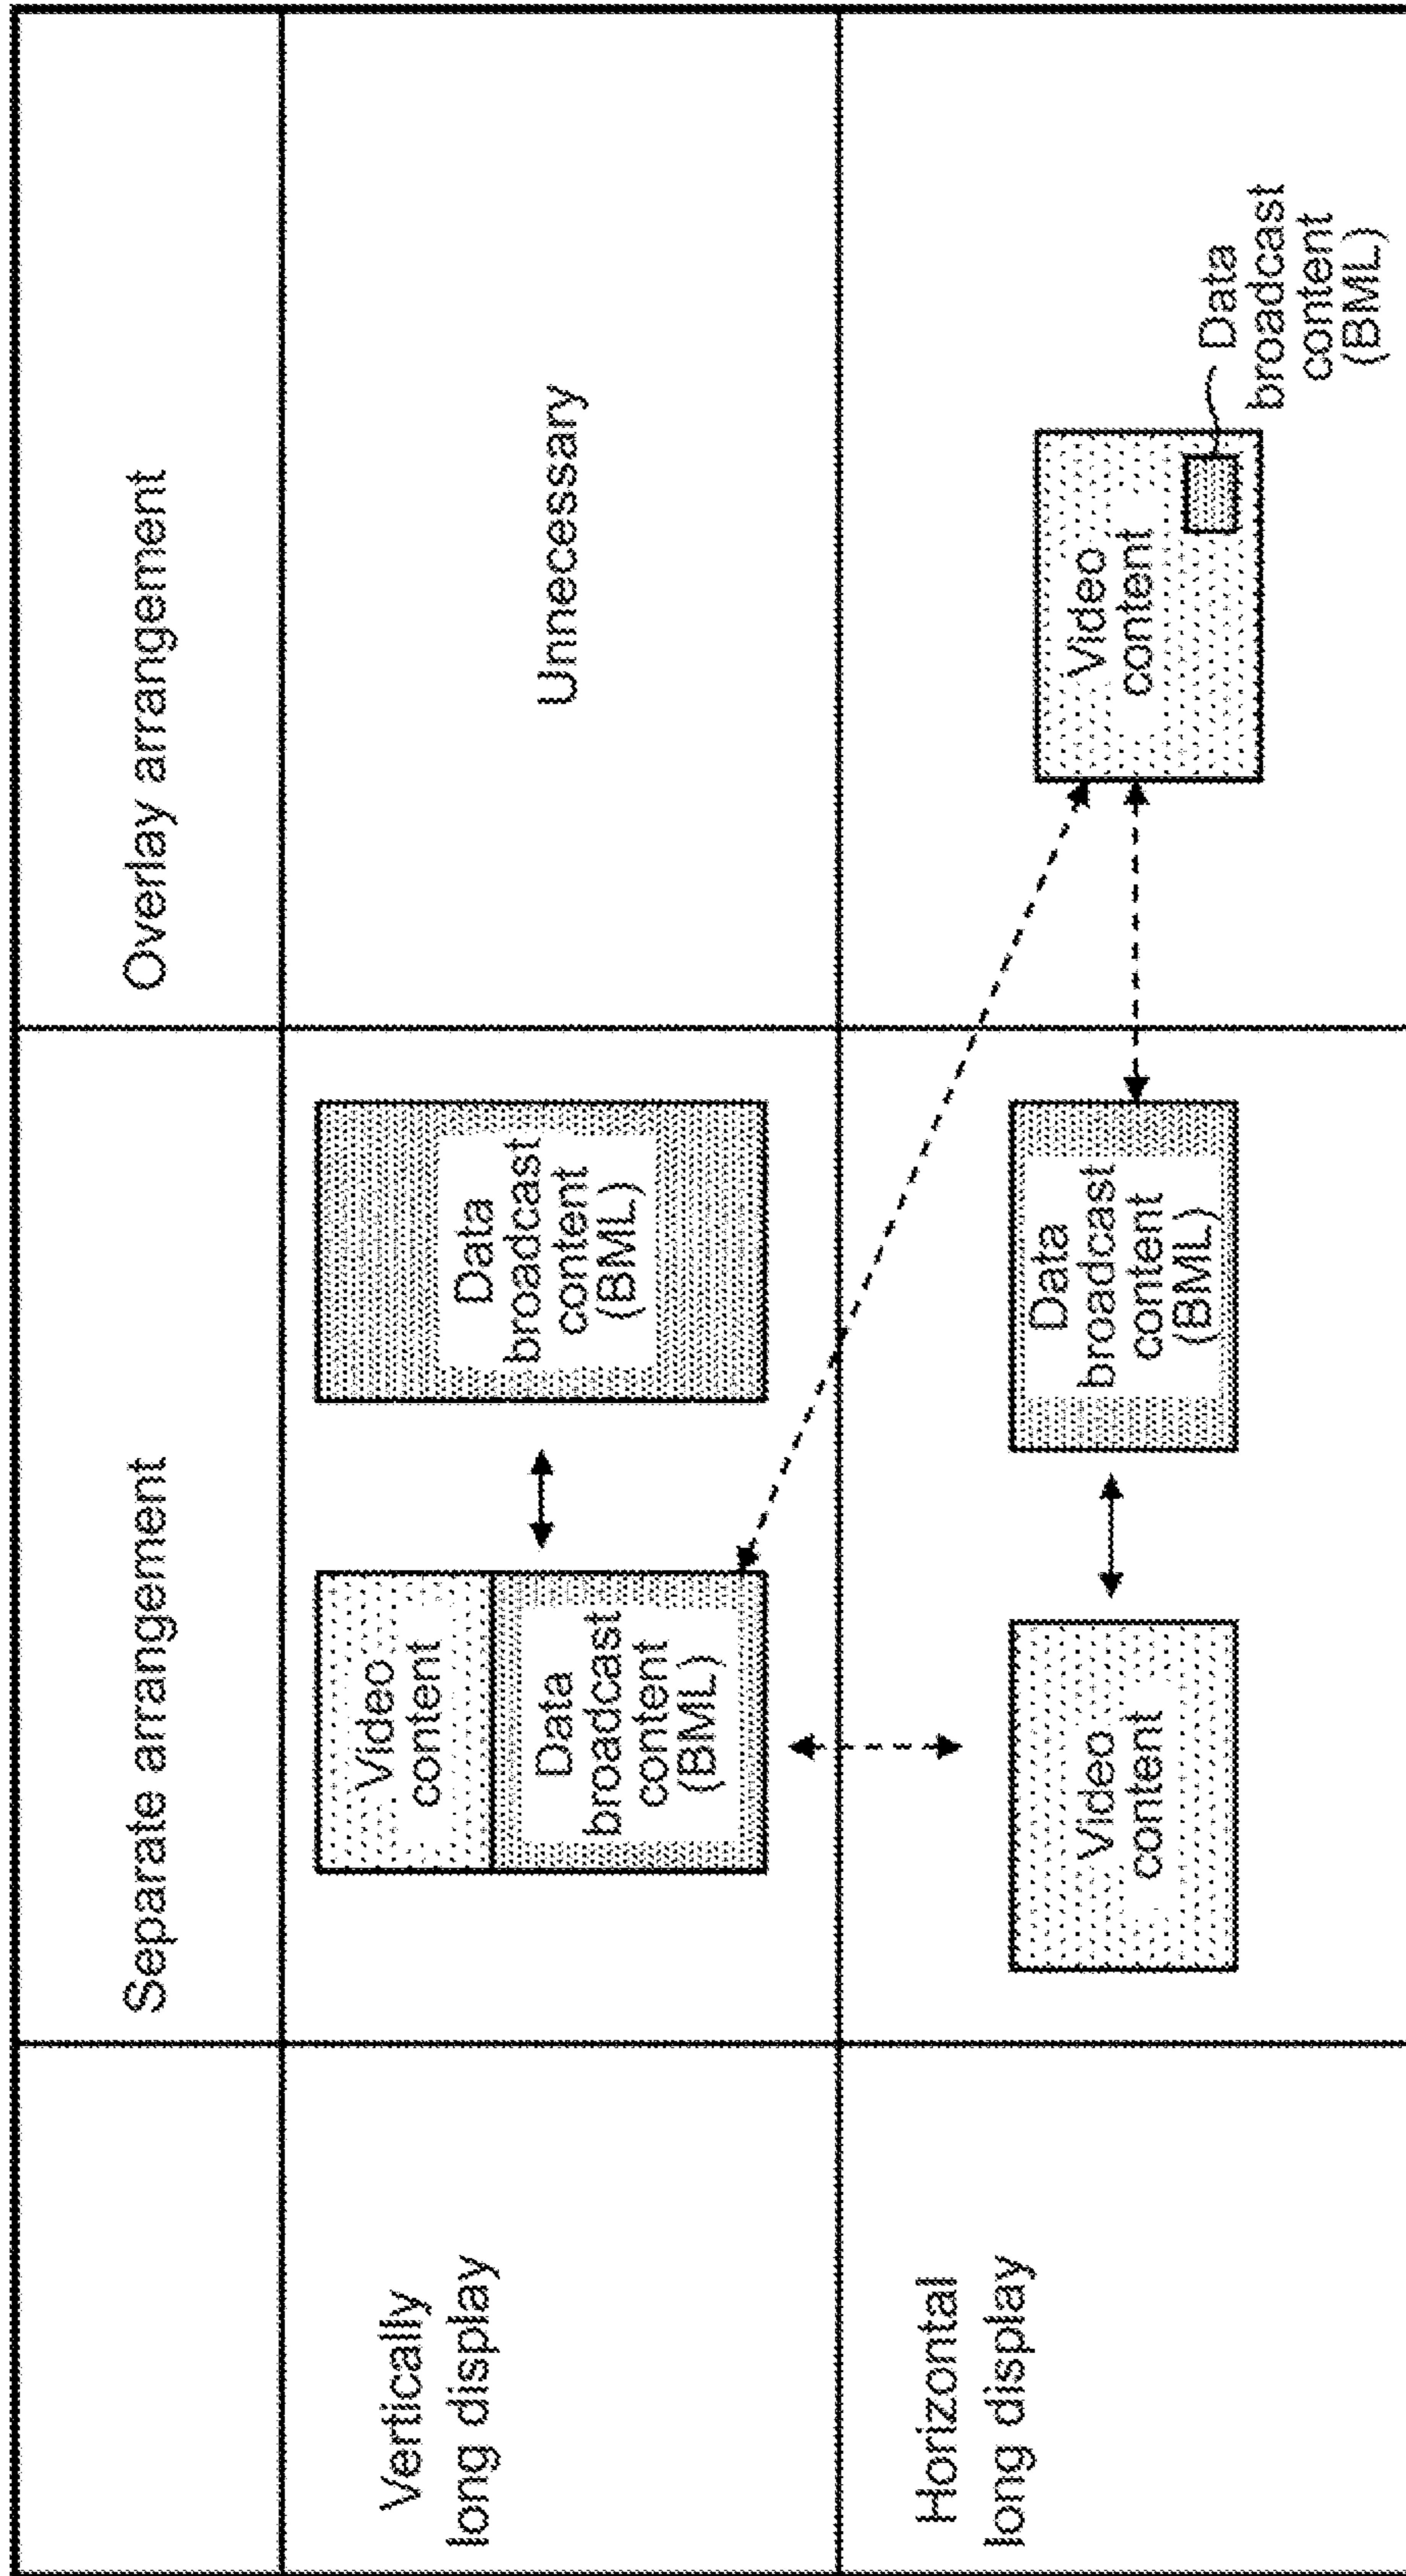 Separate arrangement
Overlay arrangement
Vertically
long display
Video
content
Data
broadcast
content
(BML)
Data
broadcast
content
(BML)
Unnecessary
Horizontal
long display
Video
content
Data
broadcast
content
(BML)
Video
content
Data
broadcast
content
(BML)